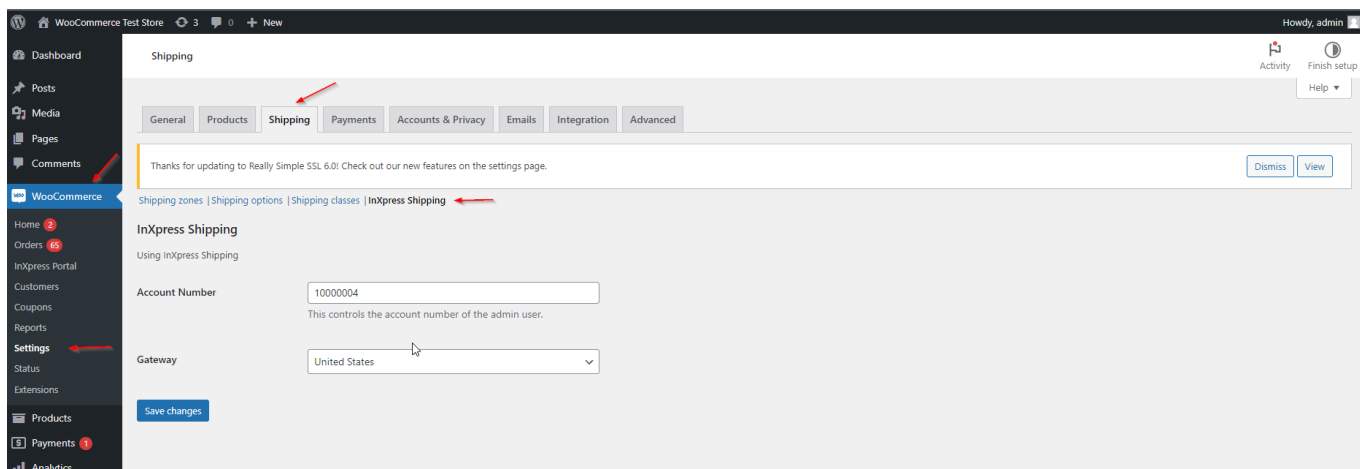 WooCommerce Test Store 3 0 + New Howdy, admin
Dashboard
Posts
Media
Pages
Comments
WooCommerce
Home 2
Orders 65
InXpress Portal
Customers
Coupons
Reports
Settings
Status
Extensions
Products
Payments 1
Analytics
Shipping
Activity Finish setup
Help
General Products Shipping Payments Accounts & Privacy Emails Integration Advanced
Thanks for updating to Really Simple SSL 6.0! Check out our new features on the settings page. Dismiss View
Shipping zones | Shipping options | Shipping classes | InXpress Shipping
InXpress Shipping
Using InXpress Shipping
Account Number 10000004
This controls the account number of the admin user.
Gateway United States
Save changes